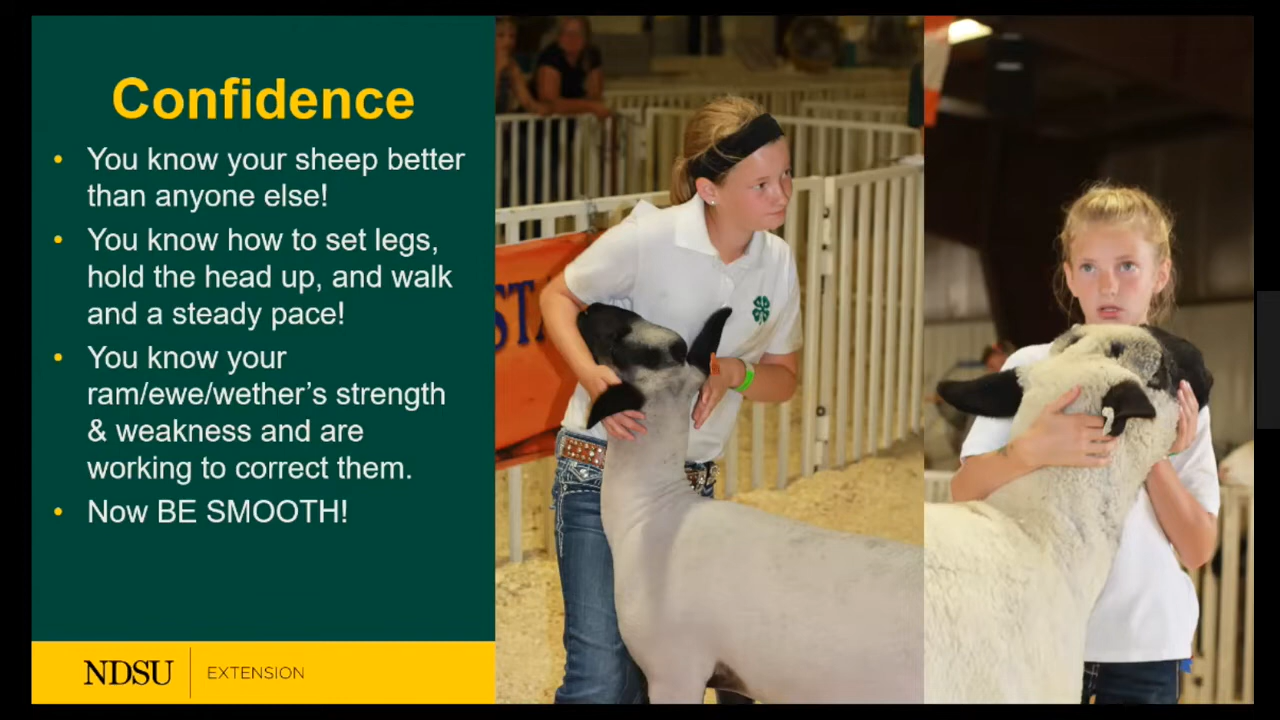 Confidence
• You know your sheep better
than anyone else!
• You know how to set legs,
hold the head up, and walk
and a steady pace!
• You know your
ram/ewe/wether’s strength
& weakness and are
working to correct them.
• Now BE SMOOTH!
NDSU EXTENSION
STA